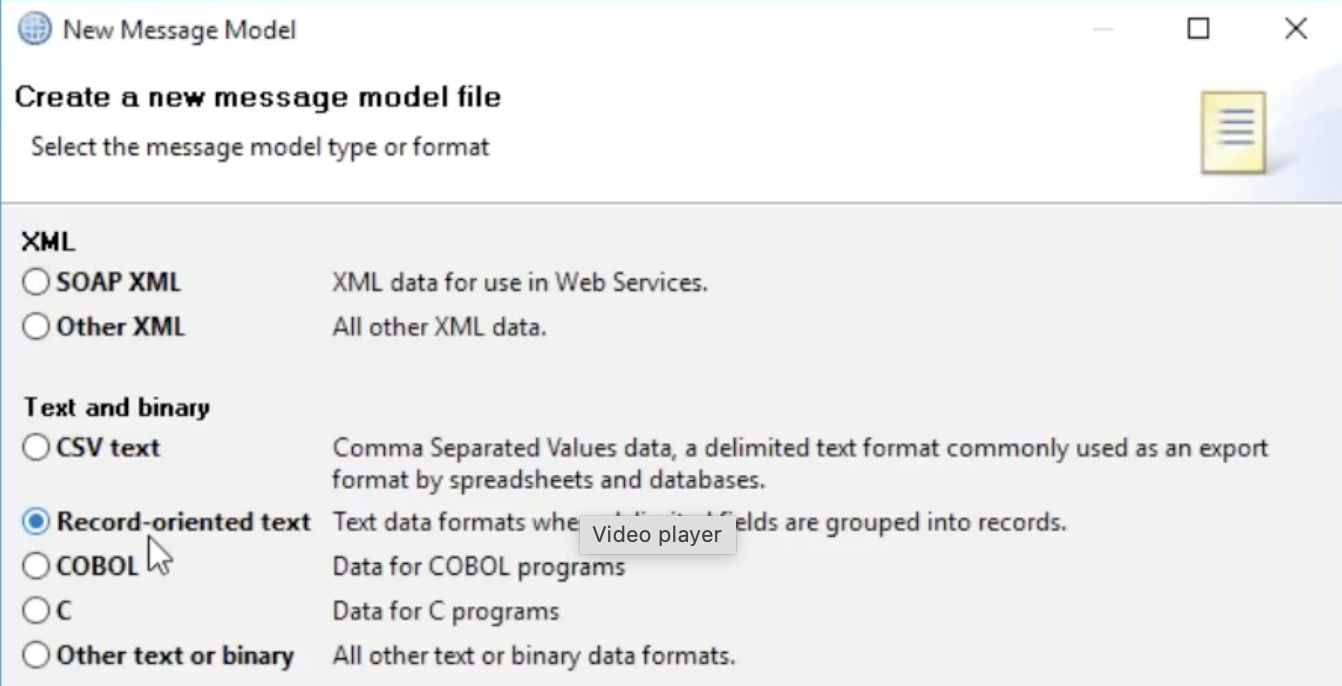 New Message Model
Create a new message model file
Select the message model type or format
XML
SOAP XML XML data for use in Web Services.
Other XML All other XML data.
Text and binary
CSV text Comma Separated Values data, a delimited text format commonly used as an export
format by spreadsheets and databases.
Record-oriented text Text data formats are grouped into records.
Video player
COBOL Data for COBOL programs
C Data for C programs
Other text or binary All other text or binary data formats.